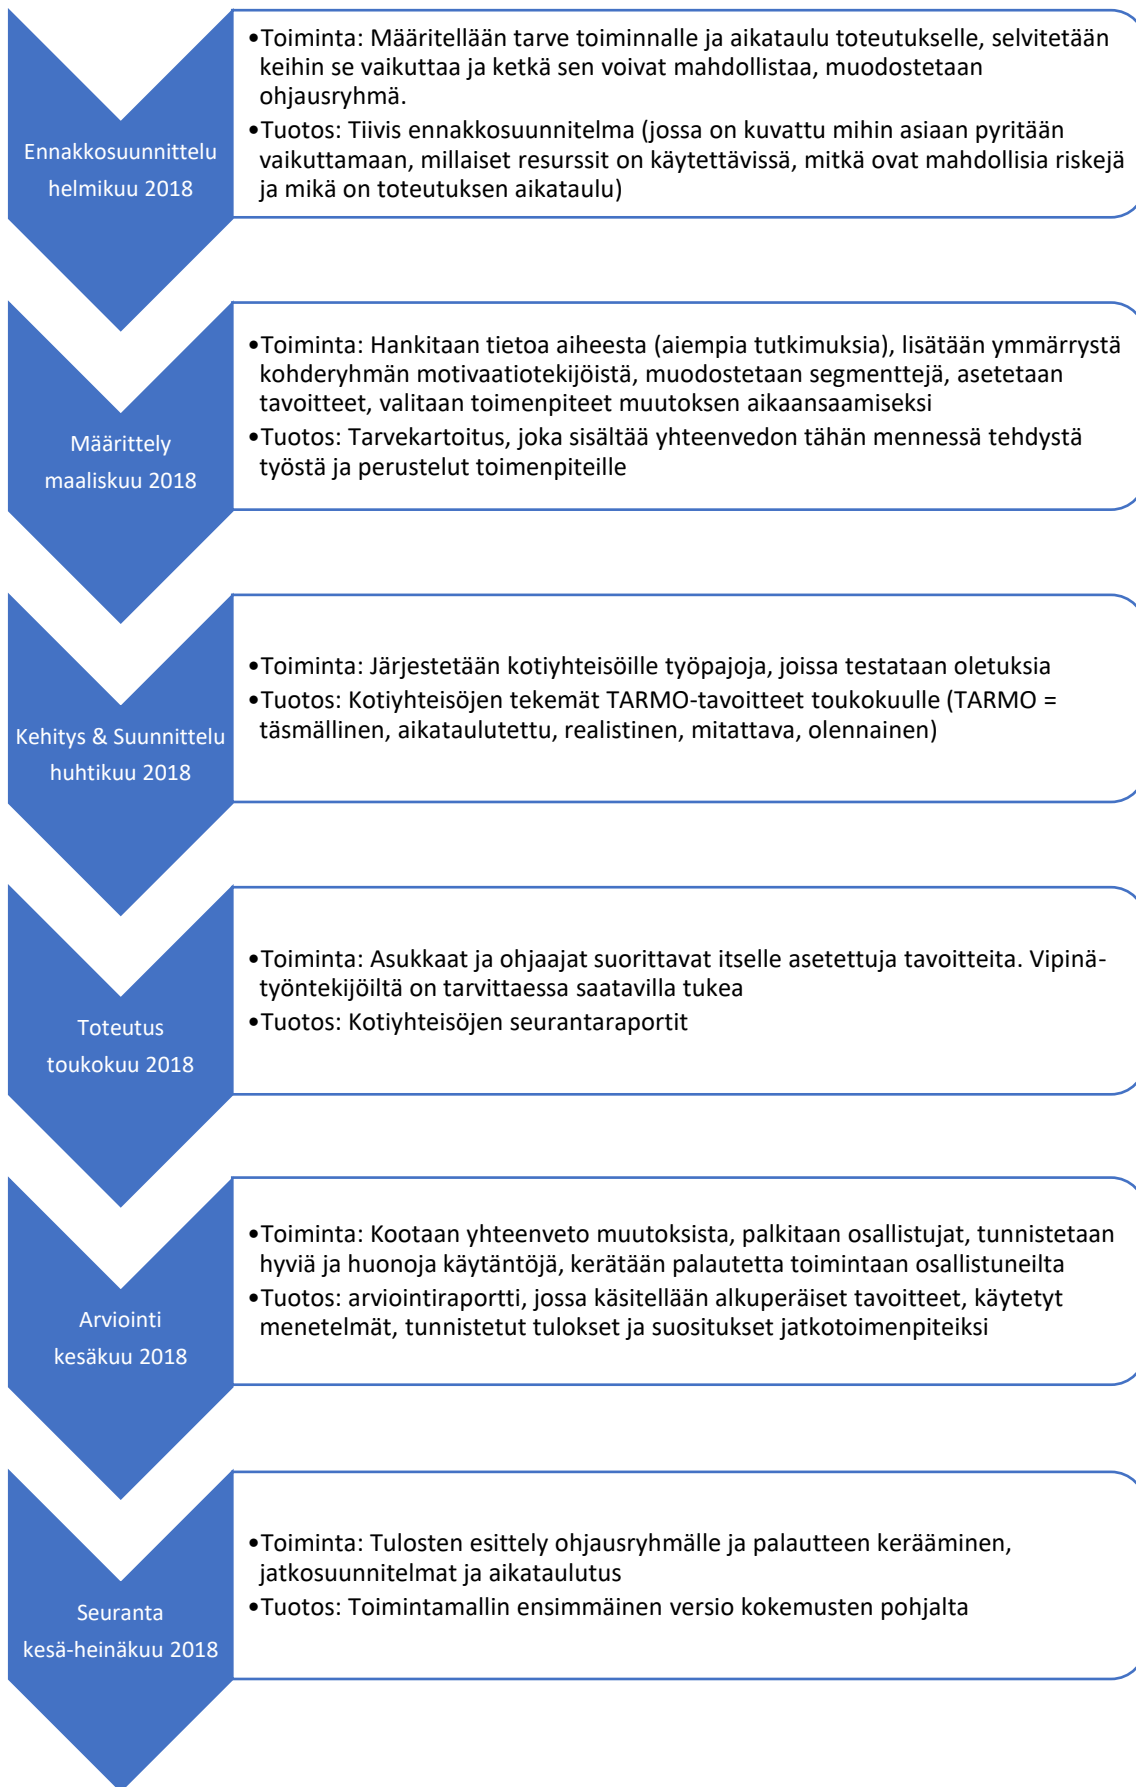 Ennakkosuunnittelu
helmikuu 2018
•Toiminta: Määritellään tarve toiminnalle ja aikataulu toteutukselle, selvitetään
keihin se vaikuttaa ja ketkä sen voivat mahdollistaa, muodostetaan
ohjausryhmä.
•Tuotos: Tiivis ennakkosuunnitelma (jossa on kuvattu mihin asiaan pyritään
vaikuttamaan, millaiset resurssit on käytettävissä, mitkä ovat mahdollisia riskejä
ja mikä on toteutuksen aikataulu)
Määrittely
maaliskuu 2018
•Toiminta: Hankitaan tietoa aiheesta (aiempia tutkimuksia), lisätään ymmärrystä
kohderyhmän motivaatiotekijöistä, muodostetaan segmenttejä, asetetaan
tavoitteet, valitaan toimenpiteet muutoksen aikaansaamiseksi
•Tuotos: Tarvekartoitus, joka sisältää yhteenvedon tähän mennessä tehdystä
työstä ja perustelut toimenpiteille
Kehitys & Suunnittelu
huhtikuu 2018
•Toiminta: Järjestetään kotiyhteisöille työpajoja, joissa testataan oletuksia
•Tuotos: Kotiyhteisöjen tekemät TARMO-tavoitteet toukokuulle (TARMO =
täsmällinen, aikataulutettu, realistinen, mitattava, olennainen)
Toteutus
toukokuu 2018
•Toiminta: Asukkaat ja ohjaajat suorittavat itselle asetettuja tavoitteita. Vipinä-
työntekijöiltä on tarvittaessa saatavilla tukea
•Tuotos: Kotiyhteisöjen seurantaraportit
Arviointi
kesäkuu 2018
•Toiminta: Kootaan yhteenveto muutoksista, palkitaan osallistujat, tunnistetaan
hyviä ja huonoja käytäntöjä, kerätään palautetta toimintaan osallistuneilta
•Tuotos: arviointiraportti, jossa käsitellään alkuperäiset tavoitteet, käytetyt
menetelmät, tunnistetut tulokset ja suositukset jatkotoimenpiteiksi
Seuranta
kesä-heinäkuu 2018
•Toiminta: Tulosten esittely ohjausryhmälle ja palautteen kerääminen,
jatkosuunnitelmat ja aikataulutus
•Tuotos: Toimintamallin ensimmäinen versio kokemusten pohjalta